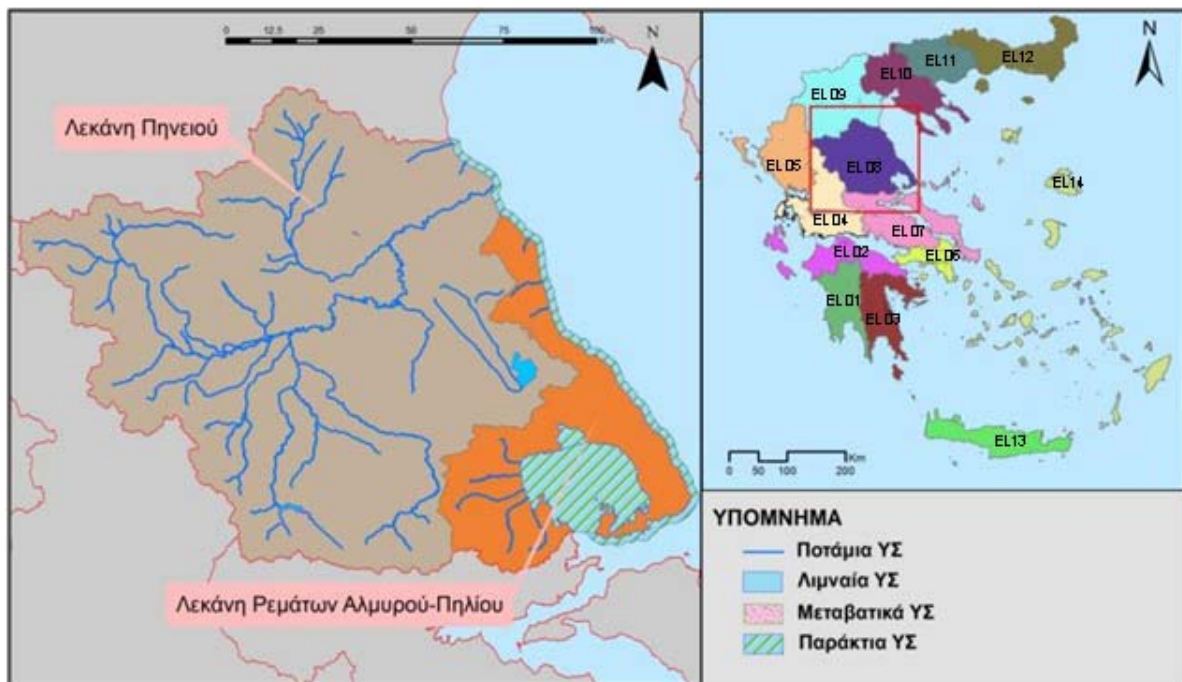 0 12.5 25 50 75 100
Km
N
Λεκάνη Πηνειού
Λεκάνη Ρεμάτων Αλμυρού-Πηλίου
N
EL12
EL11
EL10
EL09
EL05
EL08
EL14
EL04
EL07
EL02
EL06
EL01
EL03
EL13
0 50 100 200
Km
ΥΠΟΜΝΗΜΑ
Ποτάμια ΥΣ
Λιμναία ΥΣ
Μεταβατικά ΥΣ
Παράκτια ΥΣ